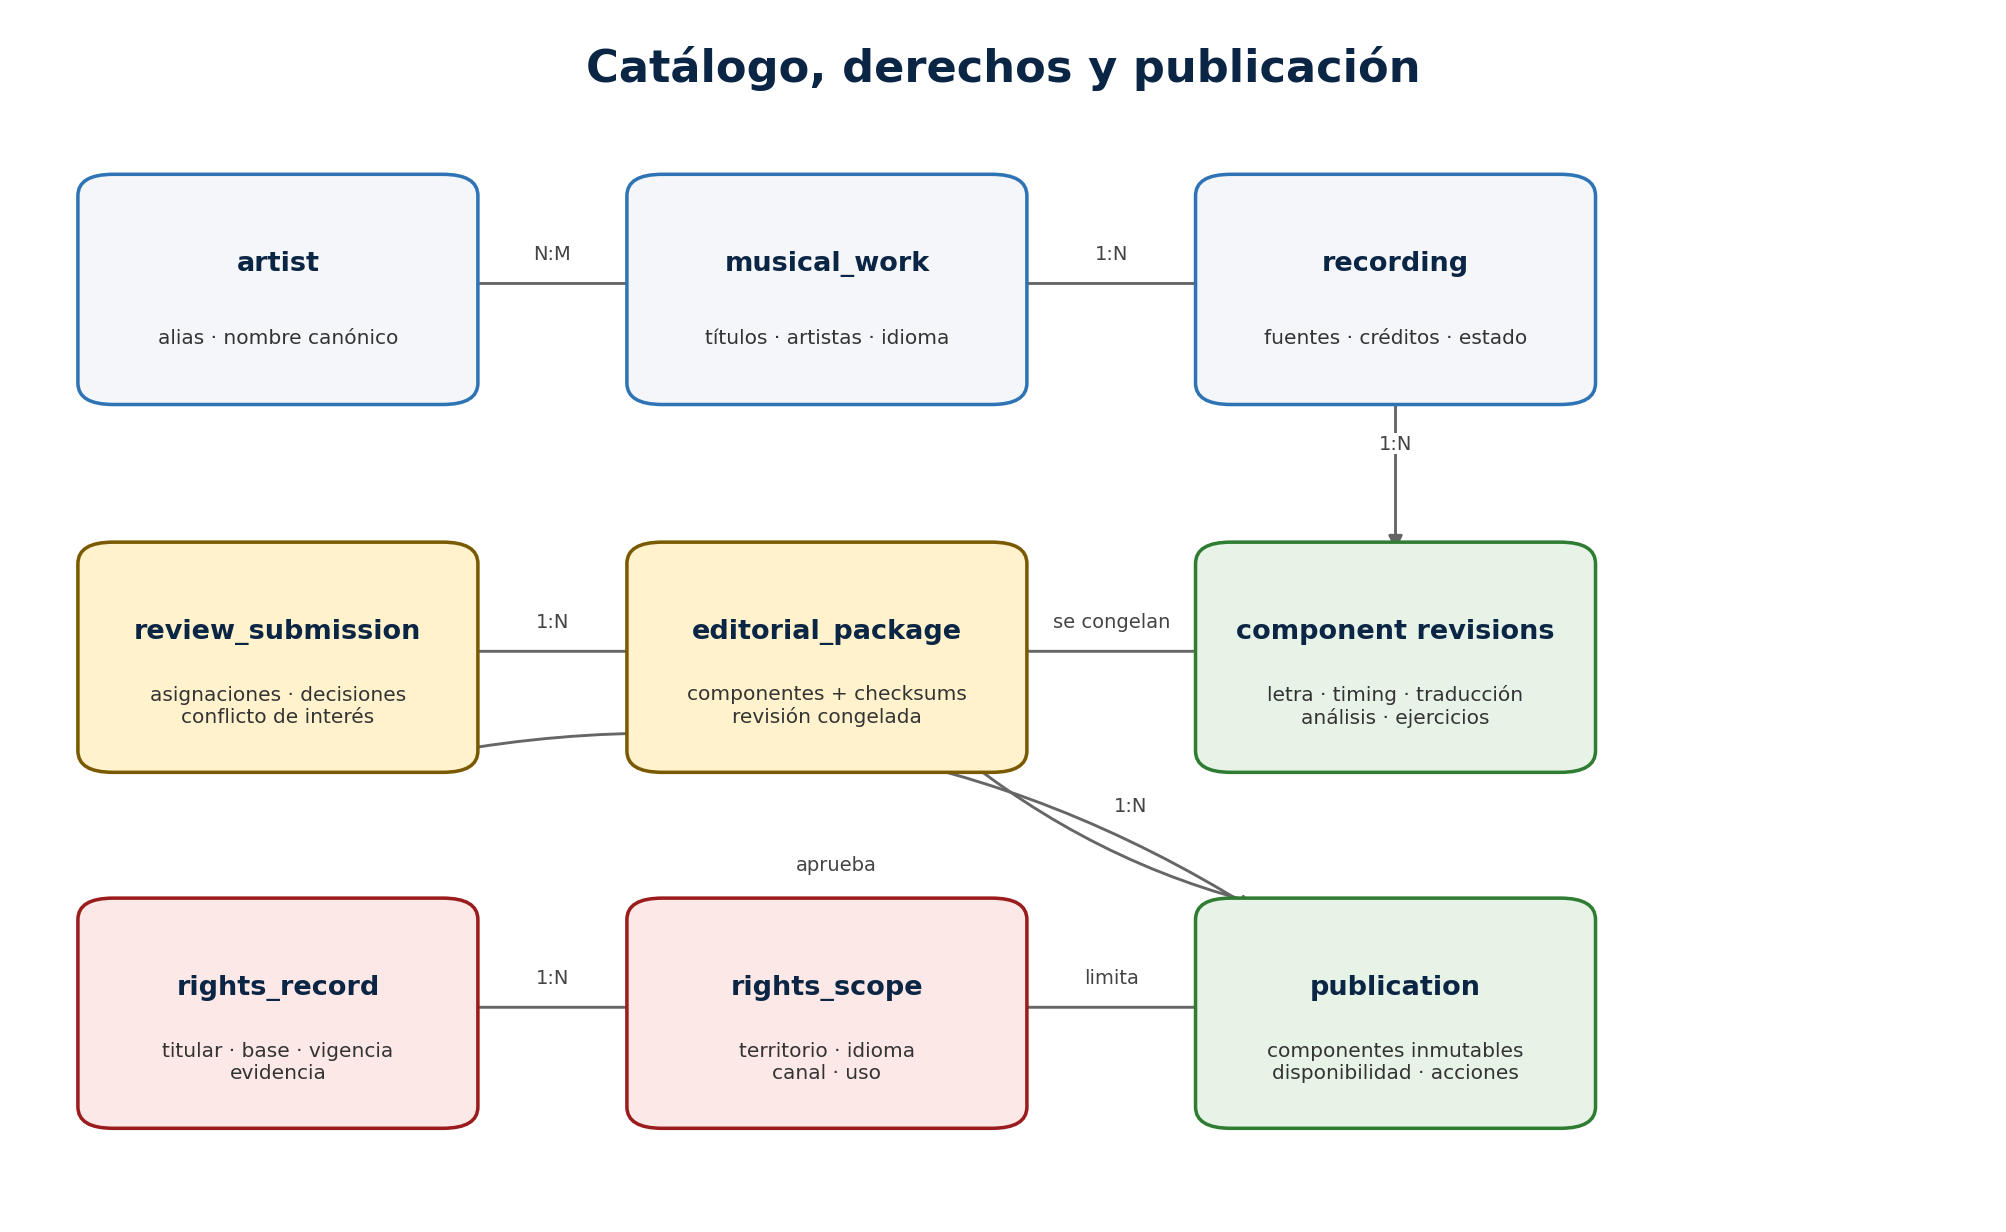 Catálogo, derechos y publicación
artist
alias · nombre canónico
N:M
musical_work
títulos · artistas · idioma
1:N
recording
fuentes · créditos · estado
1:N
review_submission
asignaciones · decisiones
conflicto de interés
1:N
editorial_package
componentes + checksums
revisión congelada
se congelan
component revisions
letra · timing · traducción
análisis · ejercicios
1:N
aprueba
rights_record
titular · base · vigencia
evidencia
1:N
rights_scope
territorio · idioma
canal · uso
limita
publication
componentes inmutables
disponibilidad · acciones